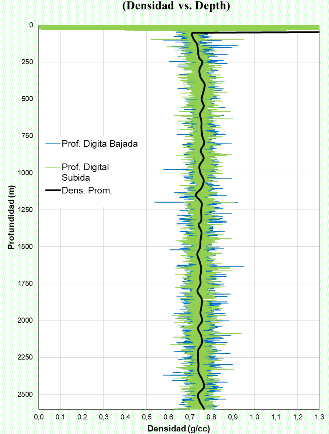 (Densidad vs. Depth)
0
250
500
750
1000
1250
1500
1750
2000
2250
2500
Profundidad (m)
Prof. Digita Bajada
Prof. Digital
Subida
Dens. Prom.
0,0 0,1 0,2 0,3 0,4 0,5 0,6 0,7 0,8 0,9 1,0 1,1 1,2 1.3
Densidad (g/cc)